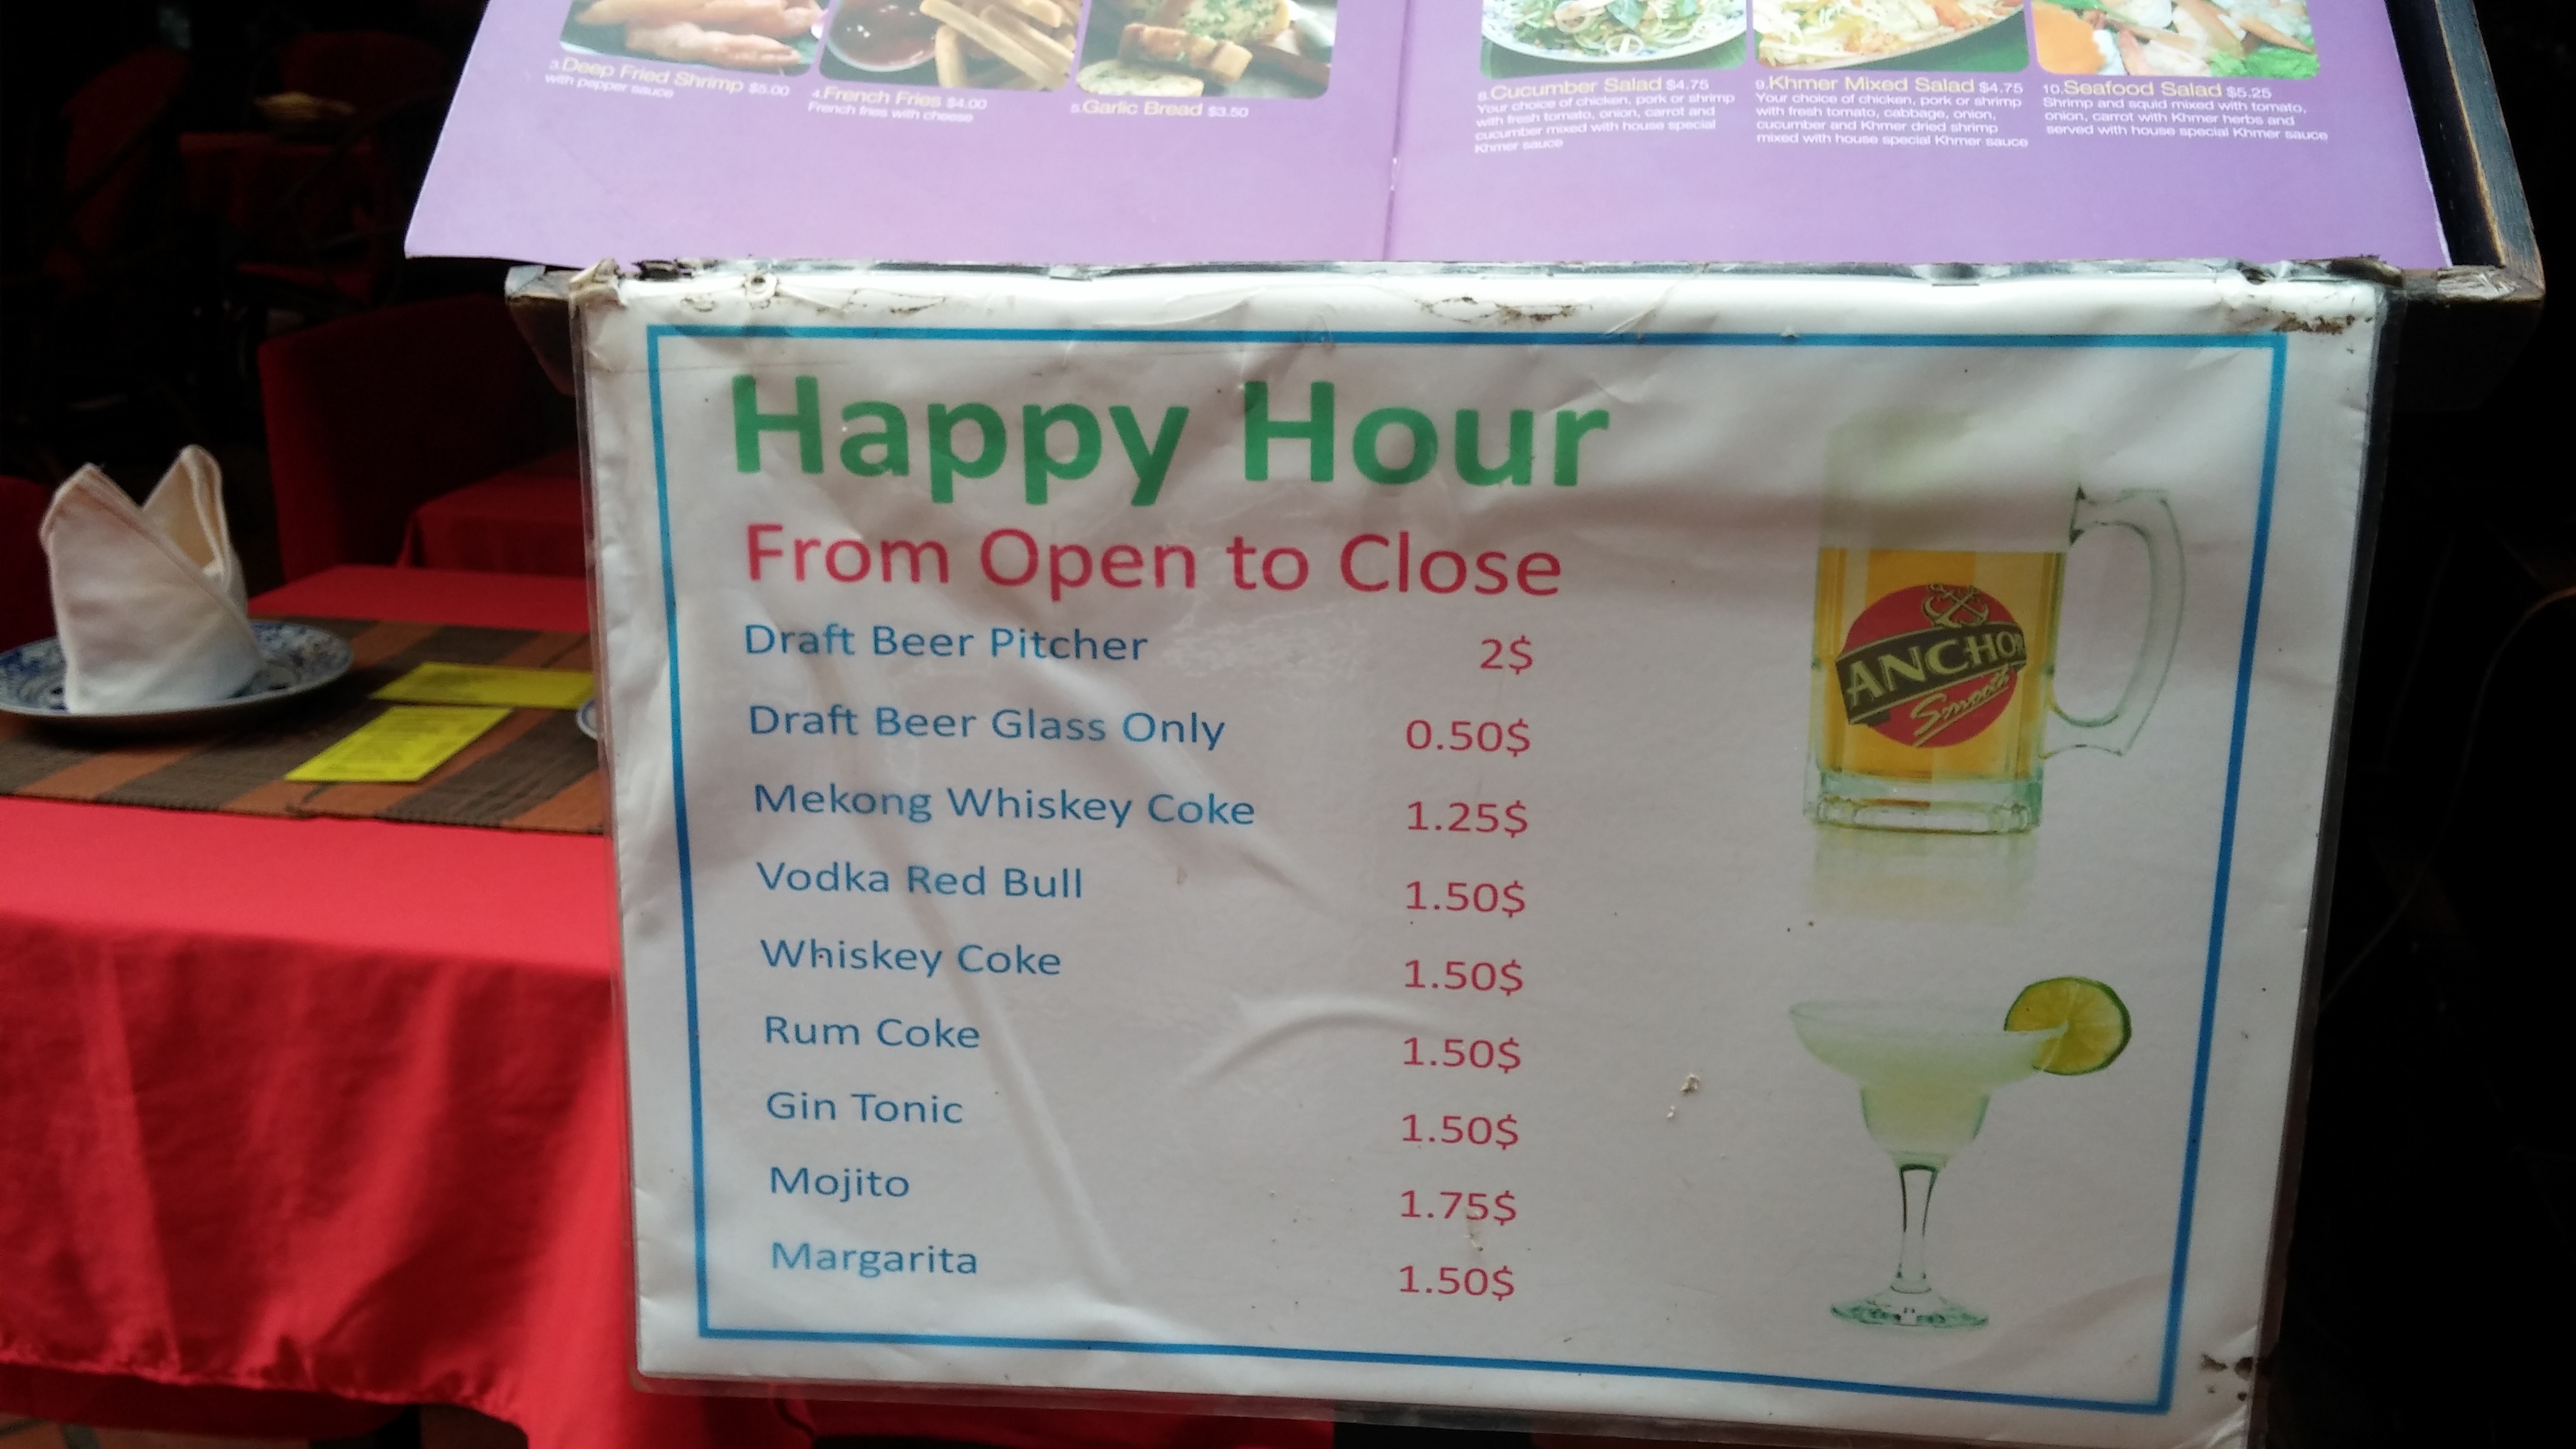 3.Deep Fried Shrimp $5.00
with pepper sauce
4.French Fries $4.00
French fries with cheese
5.Garlic Bread $3.50
8.Cucumber Salad $4.75
Your choice of chicken, pork or shrimp
with fresh tomato, onion, carrot and
cucumber mixed with house special
Khmer sauce
9.Khmer Mixed Salad $4.75
Your choice of chicken, pork or shrimp
with fresh tomato, cabbage, onion,
cucumber and Khmer dried shrimp
mixed with house special Khmer sauce
10.Seafood Salad $5.25
Shrimp and squid mixed with tomato,
onion, carrot with Khmer herbs and
served with house special Khmer sauce
Happy Hour
From Open to Close
Draft Beer Pitcher 2$
Draft Beer Glass Only 0.50$
Mekong Whiskey Coke 1.25$
Vodka Red Bull 1.50$
Whiskey Coke 1.50$
Rum Coke 1.50$
Gin Tonic 1.50$
Mojito 1.75$
Margarita 1.50$
ANCHOR
Smooth